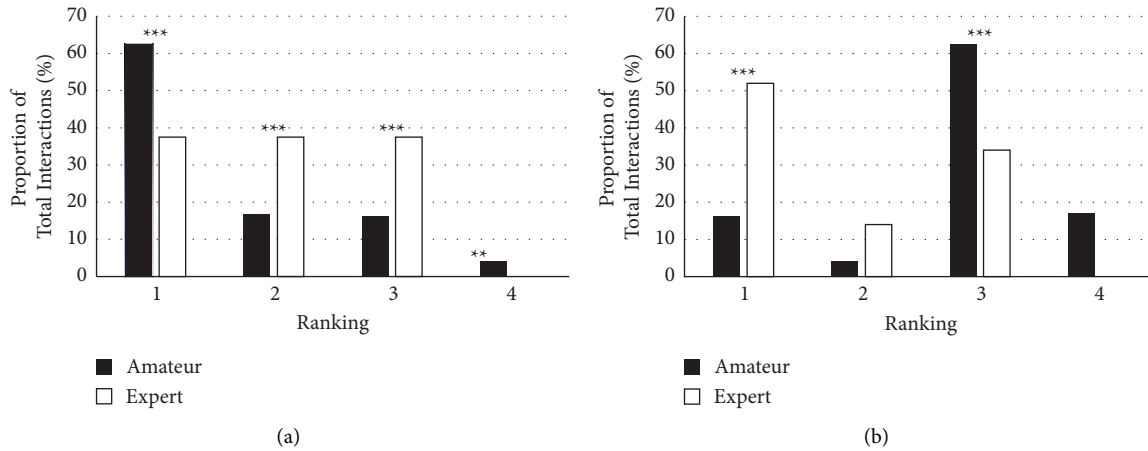 70
60
50
40
30
20
10
0
Proportion of
Total Interactions (%)
***
***
***
**
1 2 3 4
Ranking
Amateur
Expert
(a)
70
60
50
40
30
20
10
0
Proportion of
Total Interactions (%)
***
***
1 2 3 4
Ranking
Amateur
Expert
(b)